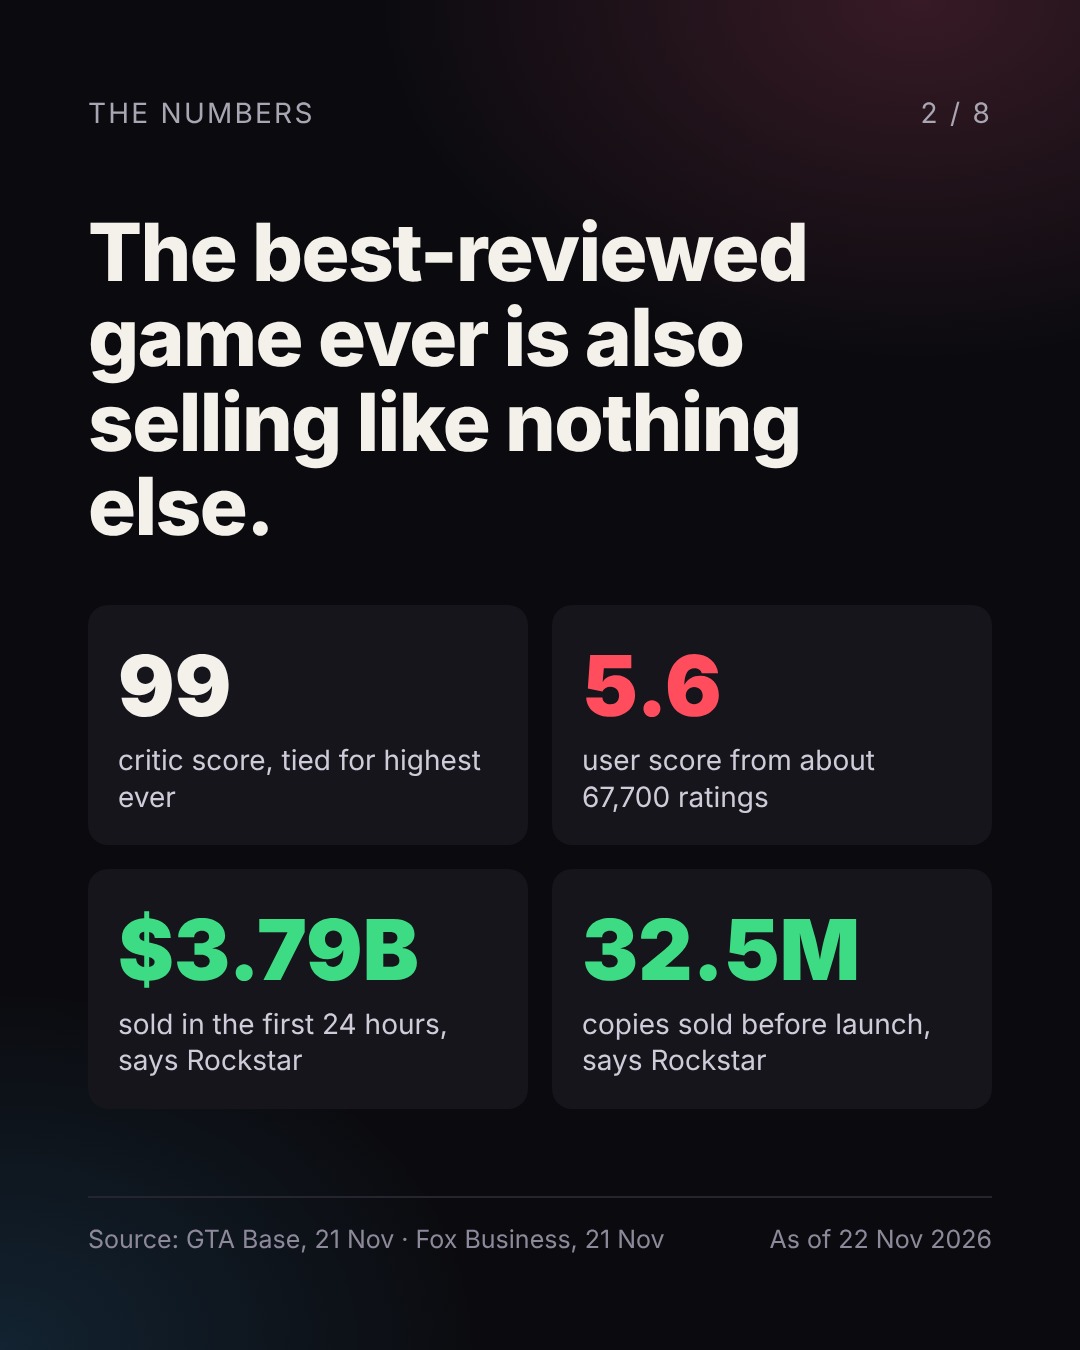 THE NUMBERS
2 / 8
The best-reviewed
game ever is also
selling like nothing
else.
99
critic score, tied for highest
ever
5.6
user score from about
67,700 ratings
$3.79B
sold in the first 24 hours,
says Rockstar
32.5M
copies sold before launch,
says Rockstar
Source: GTA Base, 21 Nov · Fox Business, 21 Nov
As of 22 Nov 2026